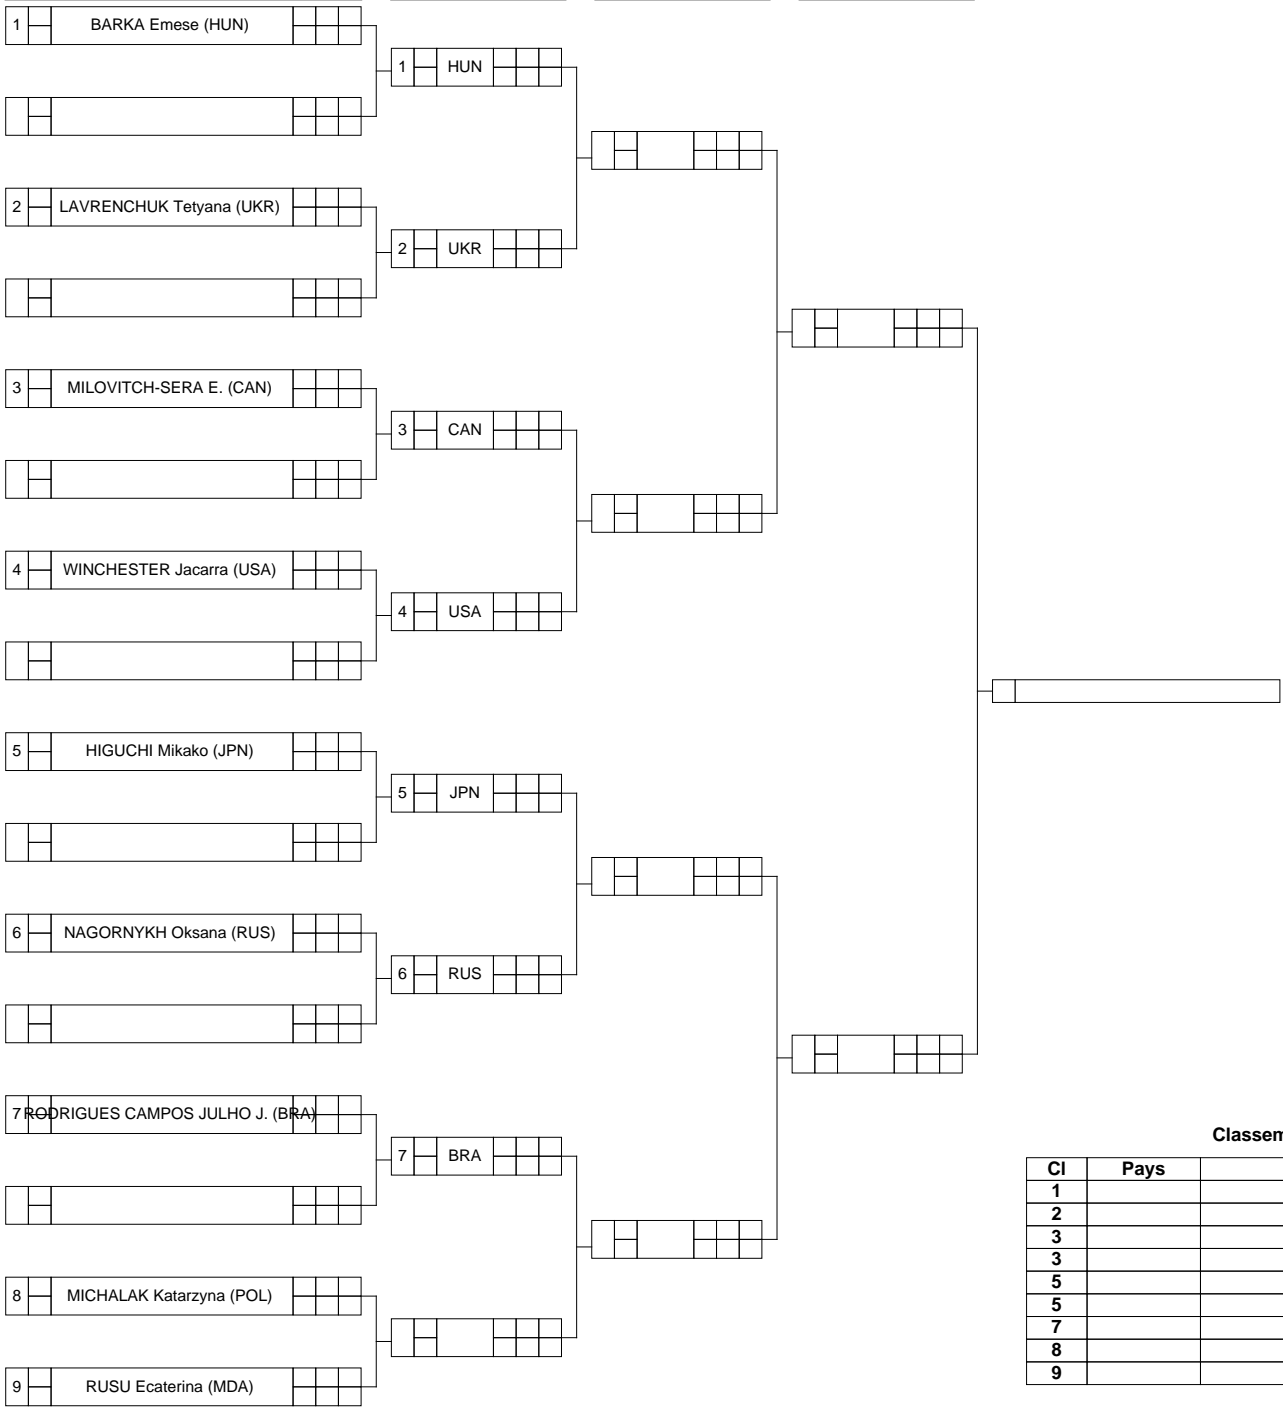 1 BARKA Emese (HUN)
1 HUN
2 LAVRENCHUK Tetyana (UKR)
2 UKR
3 MILOVITCH-SERA E. (CAN)
3 CAN
4 WINCHESTER Jacarra (USA)
4 USA
5 HIGUCHI Mikako (JPN)
5 JPN
6 NAGORNYKH Oksana (RUS)
6 RUS
7 RODRIGUES CAMPOS JULHO J. (BRA)
7 BRA
8 MICHALAK Katarzyna (POL)
9 RUSU Ecaterina (MDA)
Classem
Cl Pays
1
2
3
3
5
5
7
8
9